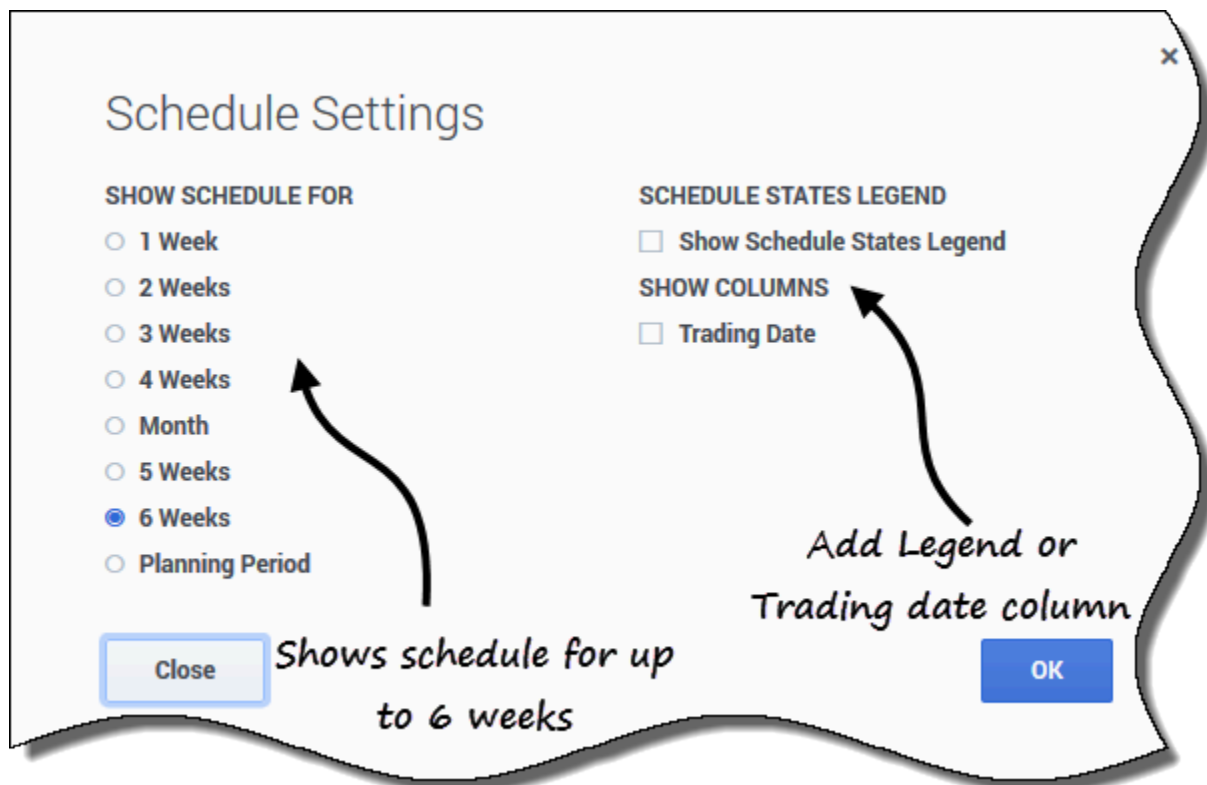 ×
Schedule Settings
SHOW SCHEDULE FOR
1 Week
2 Weeks
3 Weeks
4 Weeks
Month
5 Weeks
6 Weeks
Planning Period
SCHEDULE STATES LEGEND
Show Schedule States Legend
SHOW COLUMNS
Trading Date
Add Legend or
Trading date column
Shows schedule for up
to 6 weeks
Close
OK